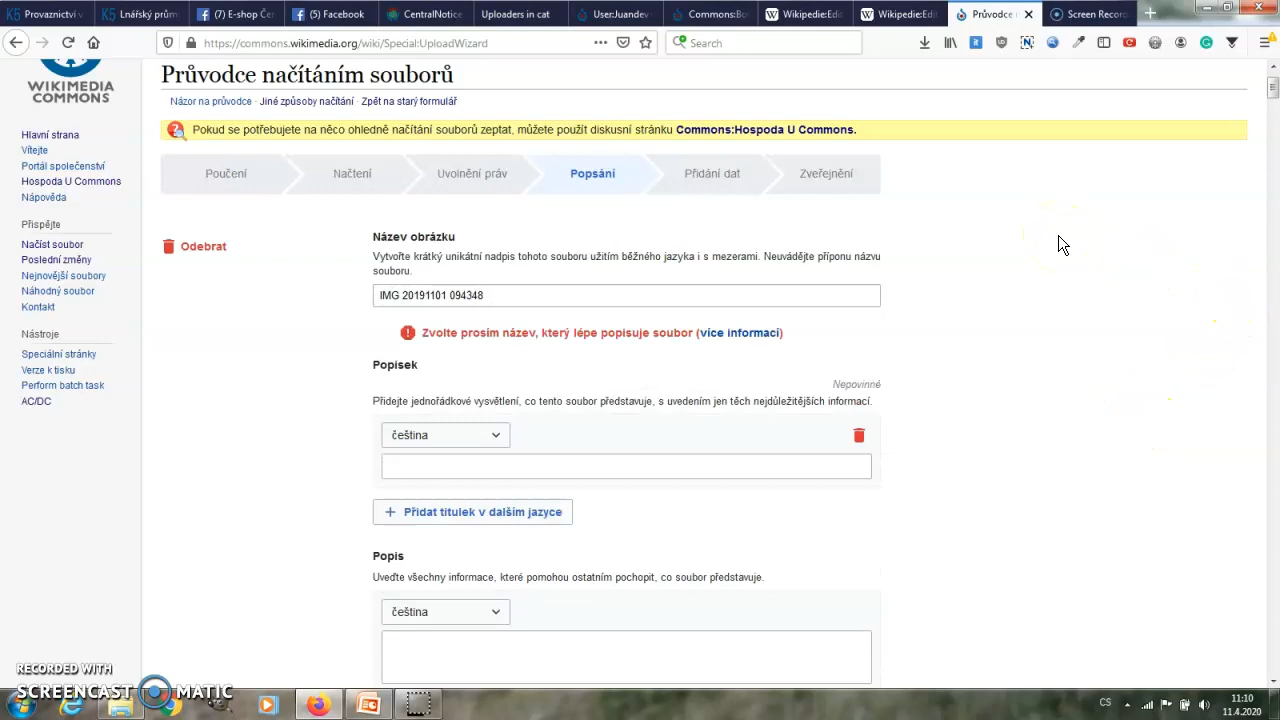 Provaznictví v
Lnářský prům
(7) E-shop Če
(5) Facebook
CentralNotice
Uploaders in cat
User:Juandev
Commons:Bo
Wikipedie:Edi
Wikipedie:Edi
Průvodce n
Screen Record
https://commons.wikimedia.org/wiki/Special:UploadWizard
Search
WIKIMEDIA
COMMONS
Hlavní strana
Vítejte
Portál společenství
Hospoda U Commons
Nápověda
Přispějte
Načíst soubor
Poslední změny
Nejnovější soubory
Náhodný soubor
Kontakt
Nástroje
Speciální stránky
Verze k tisku
Perform batch task
AC/DC
Průvodce načítáním souborů
Názor na průvodce · Jiné způsoby načítání · Zpět na starý formulář
Pokud se potřebujete na něco ohledně načítání souborů zeptat, můžete použít diskusní stránku Commons:Hospoda U Commons.
Poučení
Načtení
Uvolnění práv
Popsání
Přidání dat
Zveřejnění
Odebrat
Název obrázku
Vytvořte krátký unikátní nadpis tohoto souboru užitím běžného jazyka i s mezerami. Neuvádějte příponu názvu
souboru.
IMG 20191101 094348
Zvolte prosím název, který lépe popisuje soubor (více informací)
Popisek
Nepovinné
Přidejte jednořádkové vysvětlení, co tento soubor představuje, s uvedením jen těch nejdůležitějších informací.
čeština
+ Přidat titulek v dalším jazyce
Popis
Uveďte všechny informace, které pomohou ostatním pochopit, co soubor představuje.
čeština
RECORDED WITH
SCREENCAST MATIC
CS
11:10
11.4.2020